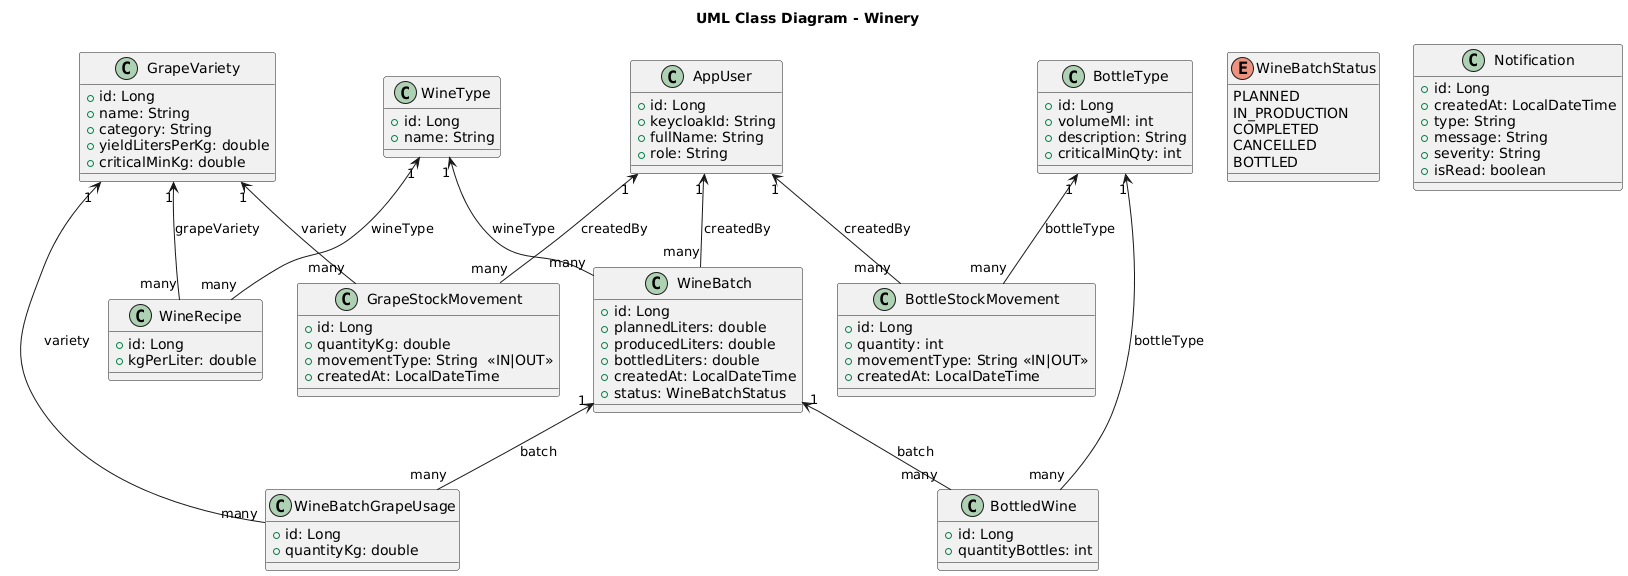 UML Class Diagram - Winery
C GrapeVariety
id: Long
name: String
category: String
yieldLitersPerKg: double
criticalMinKg: double
C WineType
id: Long
name: String
C AppUser
id: Long
keycloakId: String
fullName: String
role: String
C BottleType
id: Long
volumeMl: int
description: String
criticalMinQty: int
E WineBatchStatus
PLANNED
IN_PRODUCTION
COMPLETED
CANCELLED
BOTTLED
C Notification
id: Long
createdAt: LocalDateTime
type: String
message: String
severity: String
isRead: boolean
1
1
1
1
1
1
1
1
1
1
grapeVariety
variety
wineType
wineType
createdBy
createdBy
createdBy
bottleType
many
many
many
many
many
many
many
many
variety
bottleType
C WineRecipe
id: Long
kgPerLiter: double
C GrapeStockMovement
id: Long
quantityKg: double
movementType: String «IN|OUT»
createdAt: LocalDateTime
C WineBatch
id: Long
plannedLiters: double
producedLiters: double
bottledLiters: double
createdAt: LocalDateTime
status: WineBatchStatus
C BottleStockMovement
id: Long
quantity: int
movementType: String «IN|OUT»
createdAt: LocalDateTime
1
1
batch
batch
many
many
many
many
C WineBatchGrapeUsage
id: Long
quantityKg: double
C BottledWine
id: Long
quantityBottles: int